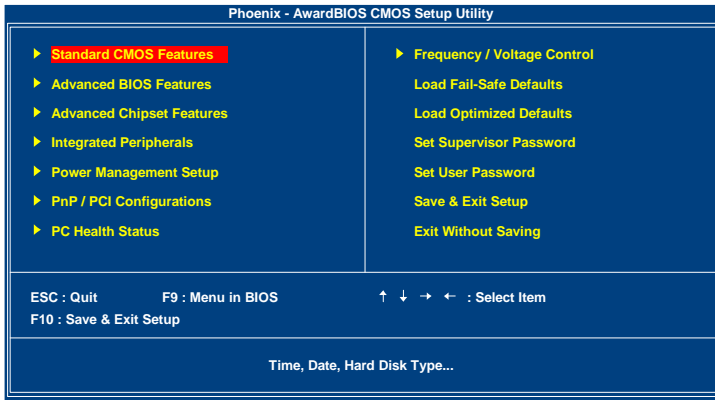 Phoenix - AwardBIOS CMOS Setup Utility
Standard CMOS Features
Advanced BIOS Features
Advanced Chipset Features
Integrated Peripherals
Power Management Setup
PnP / PCI Configurations
PC Health Status
Frequency / Voltage Control
Load Fail-Safe Defaults
Load Optimized Defaults
Set Supervisor Password
Set User Password
Save & Exit Setup
Exit Without Saving
ESC : Quit F9 : Menu in BIOS ↑ ↓ → ← : Select Item
F10 : Save & Exit Setup
Time, Date, Hard Disk Type...